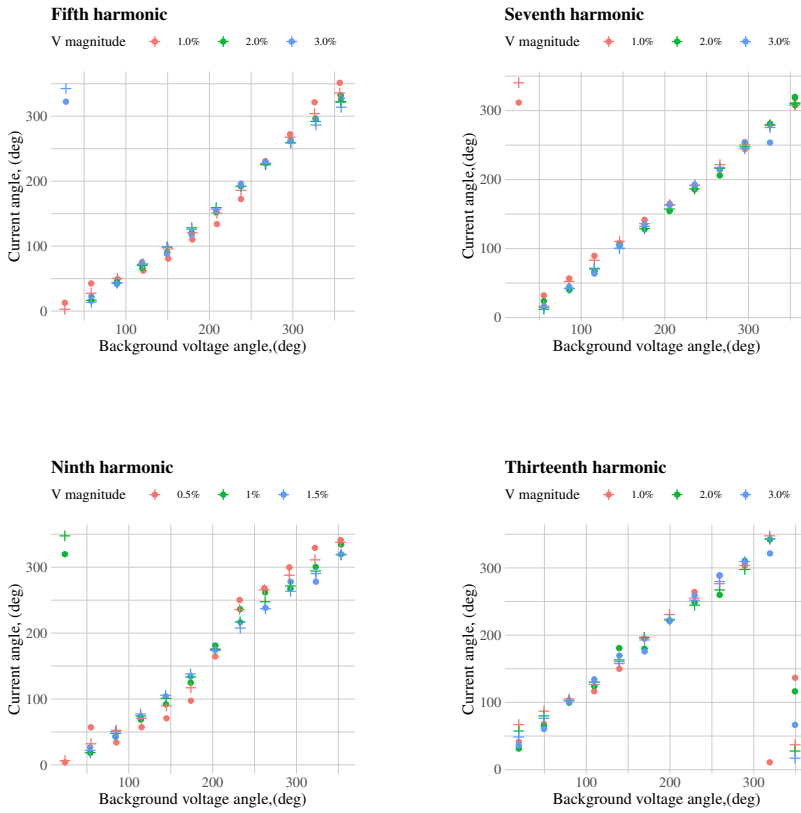 Fifth harmonic
V magnitude 1.0% 2.0% 3.0%
300
200
100
0
Current angle, (deg)
100 200 300
Background voltage angle,(deg)
Seventh harmonic
V magnitude 1.0% 2.0% 3.0%
300
200
100
0
Current angle, (deg)
100 200 300
Background voltage angle,(deg)
Ninth harmonic
V magnitude 0.5% 1% 1.5%
300
200
100
0
Current angle, (deg)
100 200 300
Background voltage angle,(deg)
Thirteenth harmonic
V magnitude 1.0% 2.0% 3.0%
300
200
100
0
Current angle, (deg)
100 200 300
Background voltage angle,(deg)